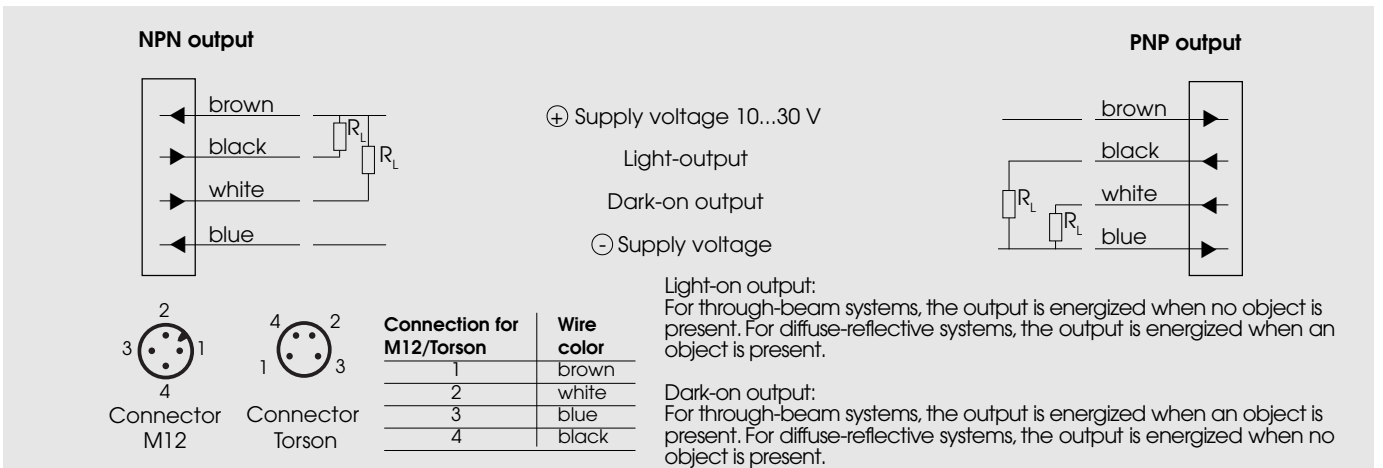 NPN output
PNP output
brown
black
white
blue
R_L
R_L
⊕ Supply voltage 10...30 V
Light-output
Dark-on output
⊖ Supply voltage
brown
black
white
blue
R_L
R_L
2
3
1
4
Connector
M12
4
2
1
3
Connector
Torson
Connection for M12/Torson | Wire color
1 brown
2 white
3 blue
4 black
Light-on output:
For through-beam systems, the output is energized when no object is
present. For diffuse-reflective systems, the output is energized when an
object is present.
Dark-on output:
For through-beam systems, the output is energized when an object is
present. For diffuse-reflective systems, the output is energized when no
object is present.